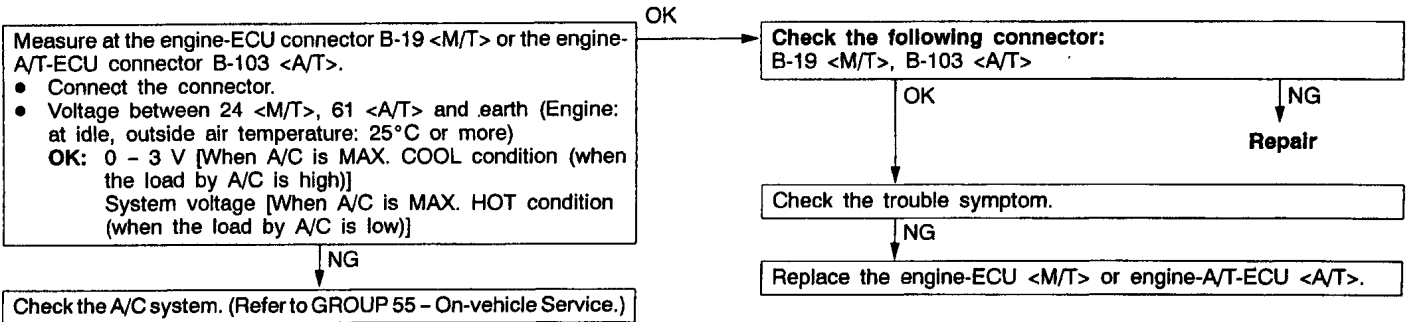 Measure at the engine-ECU connector B-19 <M/T> or the engine-
A/T-ECU connector B-103 <A/T>.
● Connect the connector.
● Voltage between 24 <M/T>, 61 <A/T> and earth (Engine:
at idle, outside air temperature: 25°C or more)
OK: 0 – 3 V [When A/C is MAX. COOL condition (when
the load by A/C is high)]
System voltage [When A/C is MAX. HOT condition
(when the load by A/C is low)]
NG
Check the A/C system. (Refer to GROUP 55 – On-vehicle Service.)
OK
Check the following connector:
B-19 <M/T>, B-103 <A/T>
OK
NG
Repair
Check the trouble symptom.
NG
Replace the engine-ECU <M/T> or engine-A/T-ECU <A/T>.